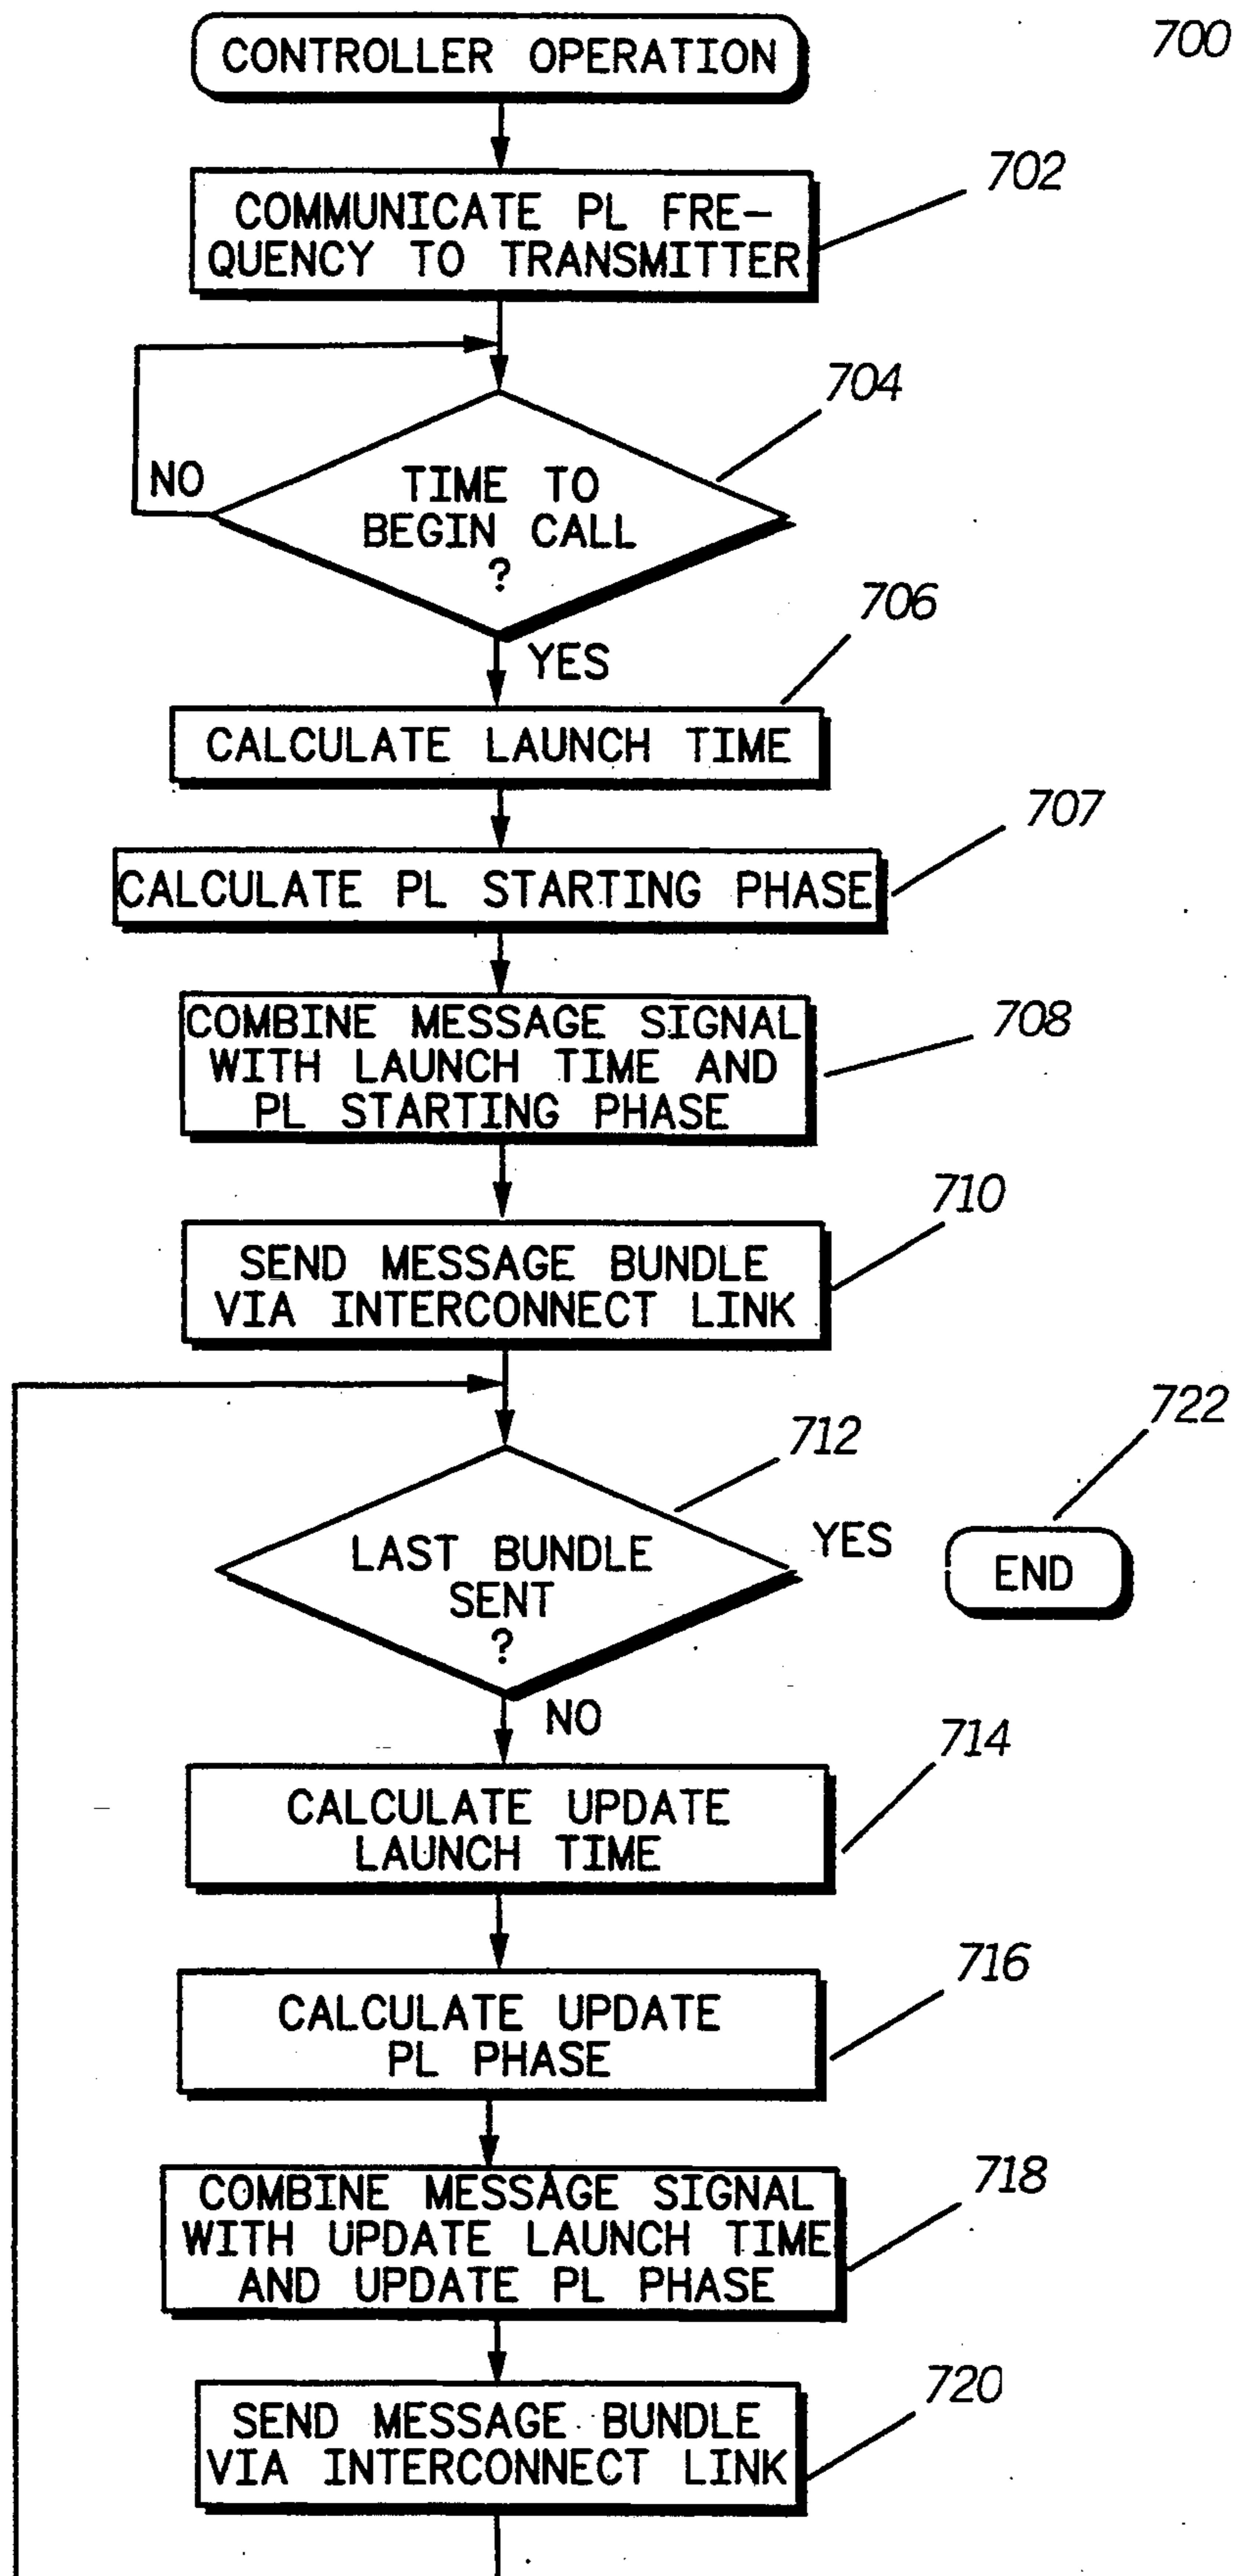 CONTROLLER OPERATION
700
COMMUNICATE PL FRE-
QUENCY TO TRANSMITTER
702
TIME TO
BEGIN CALL
?
704
NO
YES
706
CALCULATE LAUNCH TIME
707
CALCULATE PL STARTING PHASE
COMBINE MESSAGE SIGNAL
WITH LAUNCH TIME AND
PL STARTING PHASE
708
SEND MESSAGE BUNDLE
VIA INTERCONNECT LINK
710
LAST BUNDLE
SENT
?
712
YES
END
722
NO
CALCULATE UPDATE
LAUNCH TIME
714
CALCULATE UPDATE
PL PHASE
716
COMBINE MESSAGE SIGNAL
WITH UPDATE LAUNCH TIME
AND UPDATE PL PHASE
718
SEND MESSAGE BUNDLE
VIA INTERCONNECT LINK
720